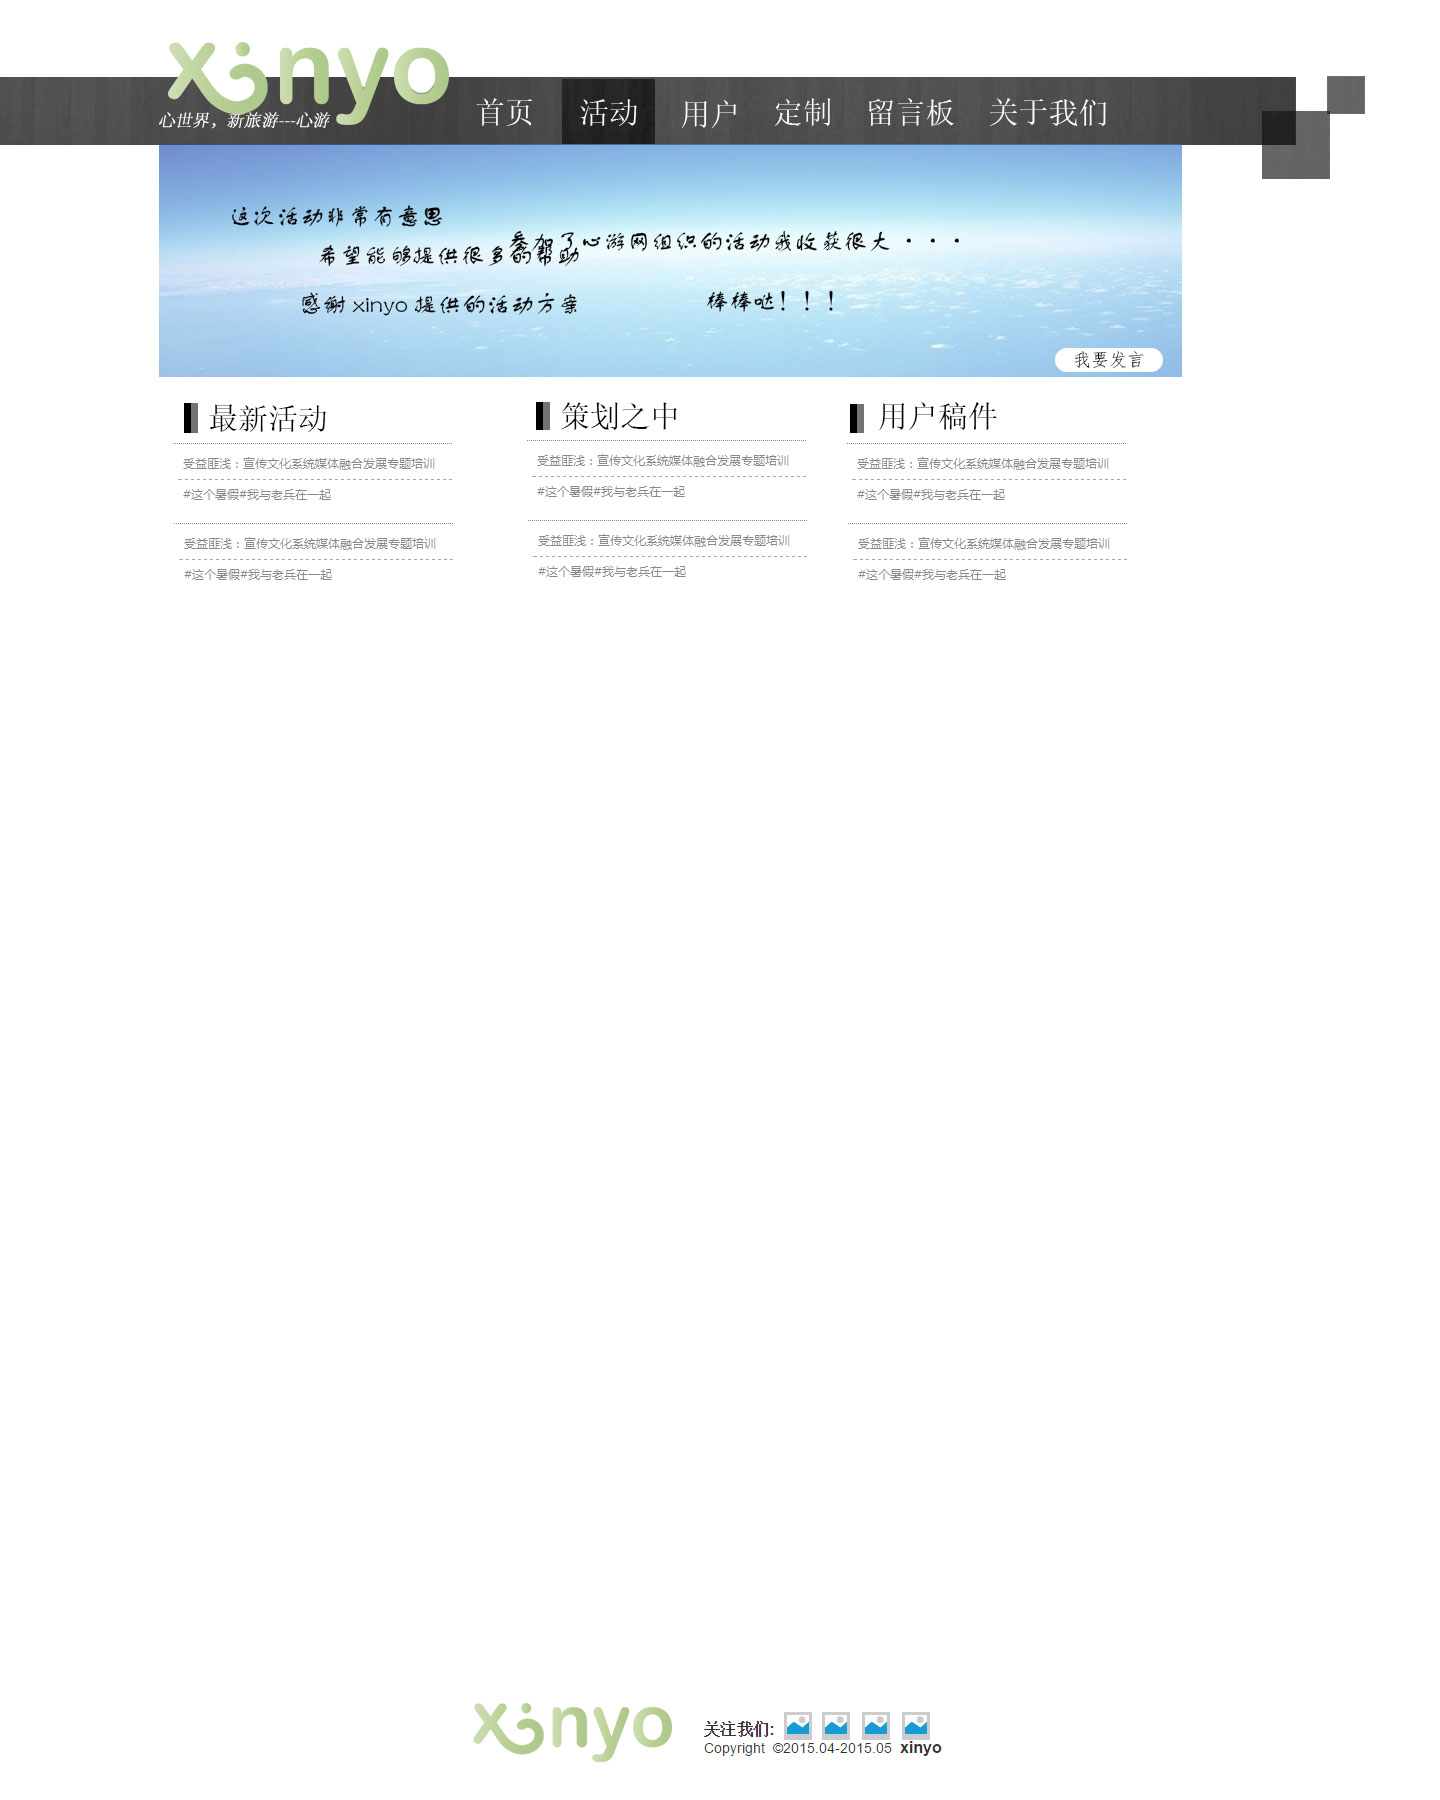 xinyo
心世界，新旅游---心游
首页 活动 用户 定制 留言板 关于我们
这次活动非常有意思
参加了心游网组织的活动我收获很大 · · ·
希望能够提供很多的帮助
感谢 xinyo 提供的活动方案
棒棒哒！！！
我要发言
最新活动
受益匪浅：宣传文化系统媒体融合发展专题培训
#这个暑假#我与老兵在一起
受益匪浅：宣传文化系统媒体融合发展专题培训
#这个暑假#我与老兵在一起
策划之中
受益匪浅：宣传文化系统媒体融合发展专题培训
#这个暑假#我与老兵在一起
受益匪浅：宣传文化系统媒体融合发展专题培训
#这个暑假#我与老兵在一起
用户稿件
受益匪浅：宣传文化系统媒体融合发展专题培训
#这个暑假#我与老兵在一起
受益匪浅：宣传文化系统媒体融合发展专题培训
#这个暑假#我与老兵在一起
xinyo
关注我们:
Copyright ©2015.04-2015.05 xinyo